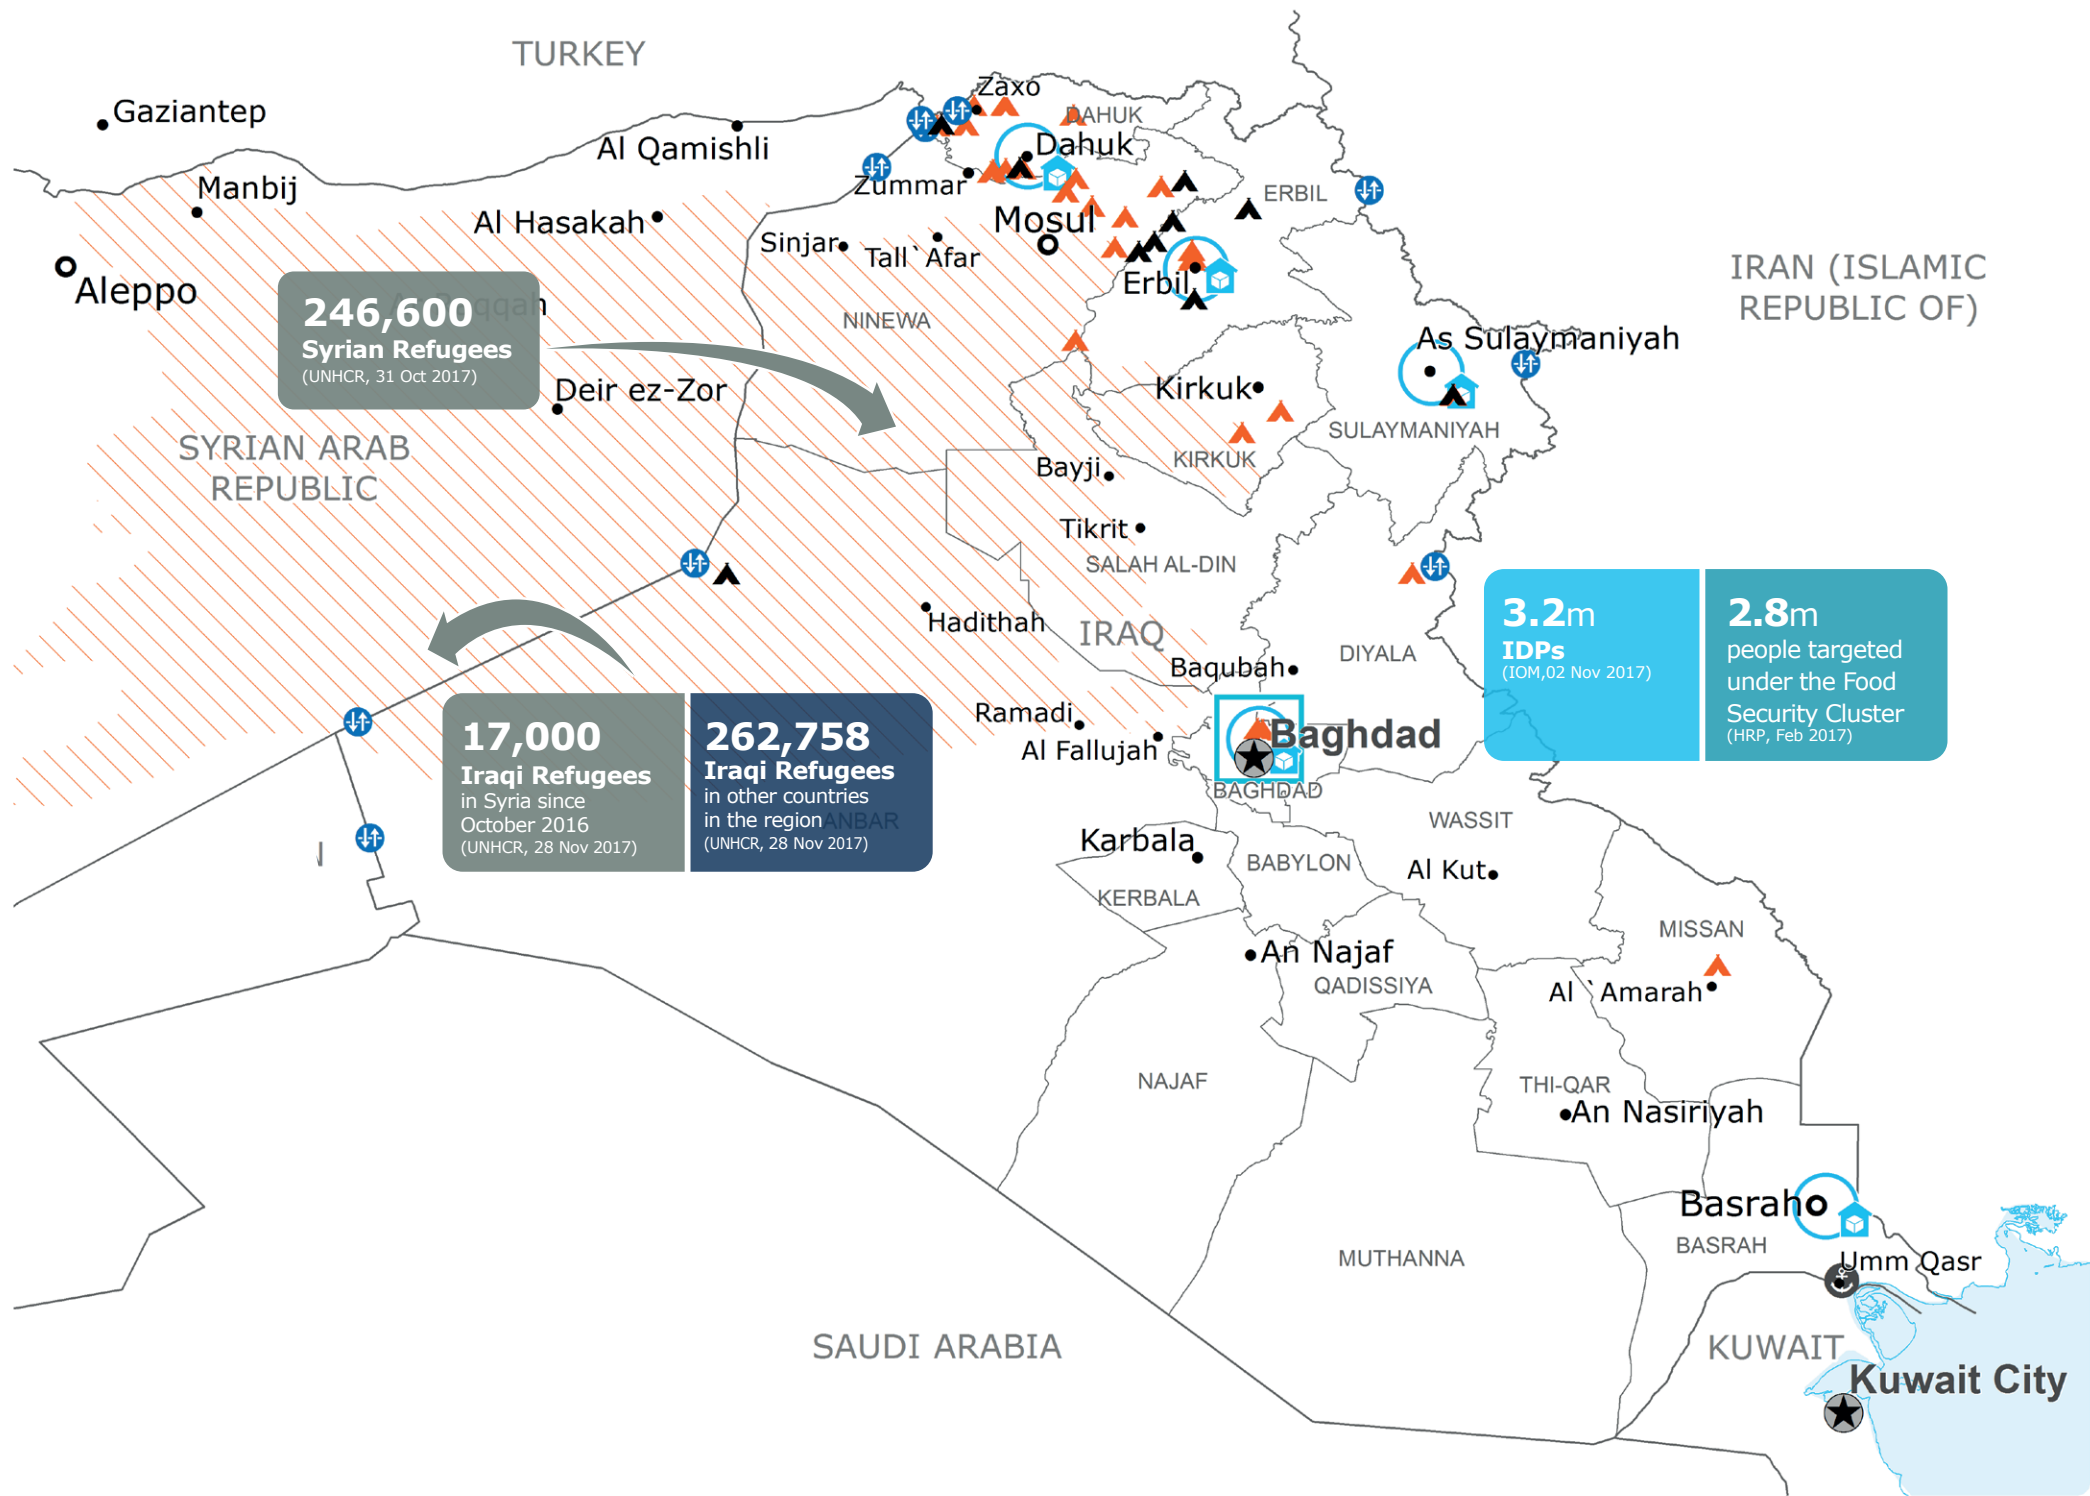 TURKEY
Zaxo
Gaziantep
DAHUK
Al Qamishli
Dahuk
Manbij
Zummar
ERBIL
Al Hasakah
Mosul
Sinjar
Tall`Afar
IRAN (ISLAMIC
REPUBLIC OF)
Aleppo
Erbil
246,600
Syrian Refugees
(UNHCR, 31 Oct 2017)
NINEWA
As Sulaymaniyah
Deir ez-Zor
Kirkuk
SYRIAN ARAB
REPUBLIC
SULAYMANIYAH
KIRKUK
Bayji
Tikrit
SALAH AL-DIN
Hadithah
IRAQ
3.2m
IDPs
(IOM,02 Nov 2017)
2.8m
people targeted
under the Food
Security Cluster
(HRP, Feb 2017)
DIYALA
Baqubah
Ramadi
17,000
Iraqi Refugees
in Syria since
October 2016
(UNHCR, 28 Nov 2017)
262,758
Iraqi Refugees
in other countries
in the region
(UNHCR, 28 Nov 2017)
ANBAR
Al Fallujah
Baghdad
BAGHDAD
WASSIT
Karbala
BABYLON
Al Kut
KERBALA
MISSAN
An Najaf
QADISSIYA
Al `Amarah
NAJAF
THI-QAR
An Nasiriyah
Basrah
BASRAH
MUTHANNA
Umm Qasr
SAUDI ARABIA
KUWAIT
Kuwait City